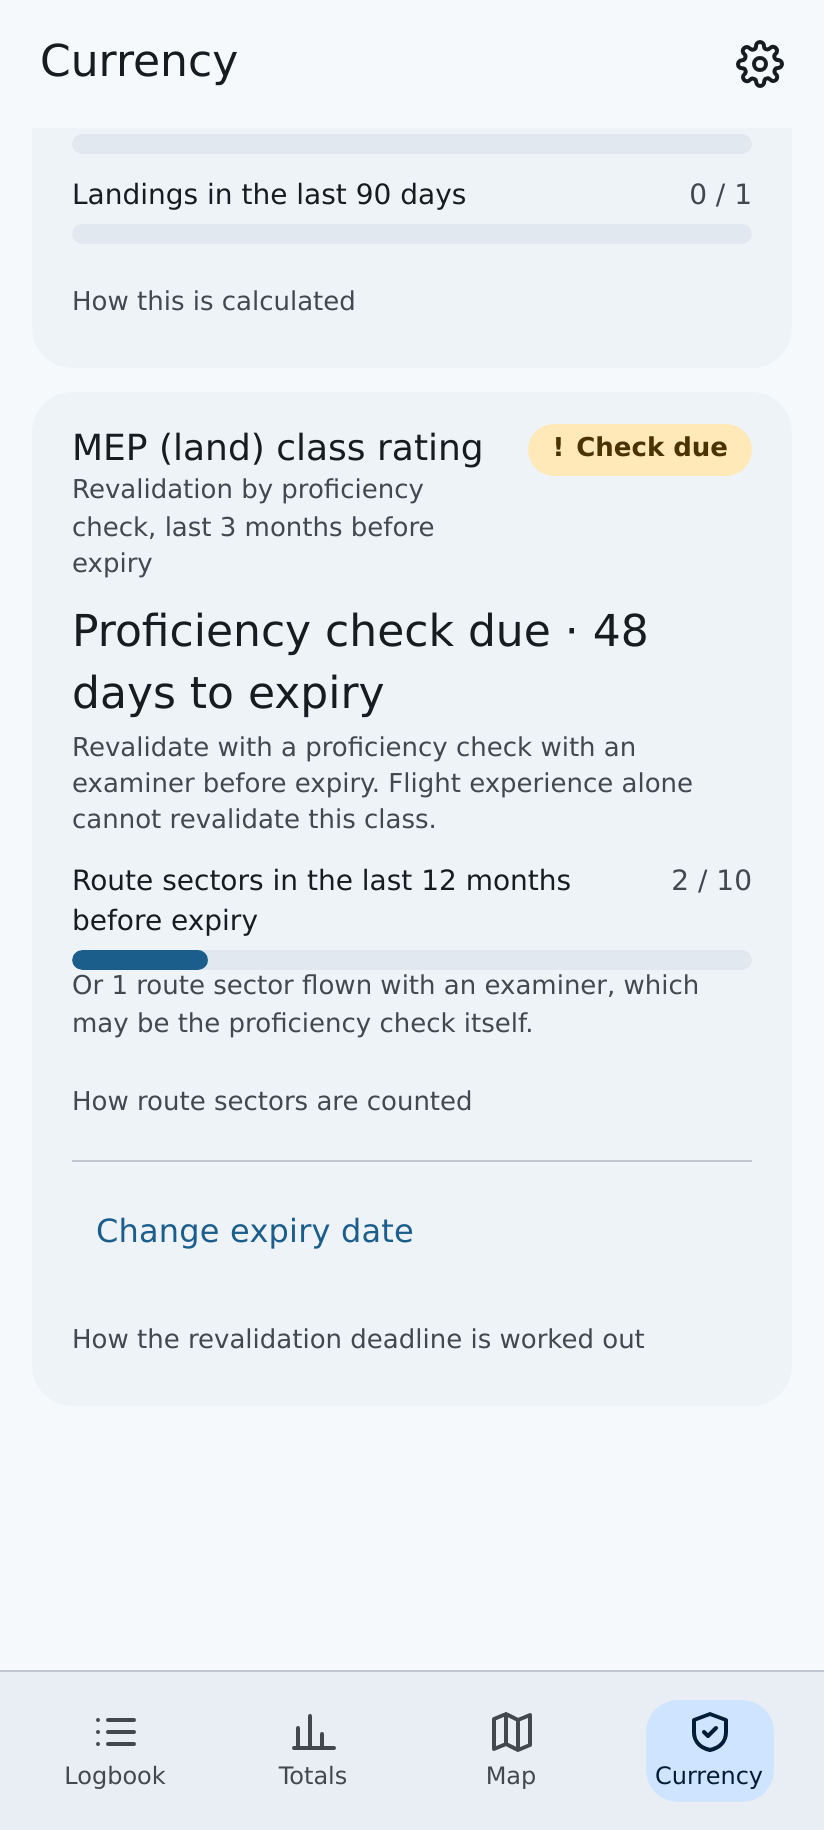 Currency
Landings in the last 90 days 0 / 1
How this is calculated
MEP (land) class rating
! Check due
Revalidation by proficiency
check, last 3 months before
expiry
Proficiency check due · 48
days to expiry
Revalidate with a proficiency check with an
examiner before expiry. Flight experience alone
cannot revalidate this class.
Route sectors in the last 12 months 2 / 10
before expiry
Or 1 route sector flown with an examiner, which
may be the proficiency check itself.
How route sectors are counted
Change expiry date
How the revalidation deadline is worked out
Logbook Totals Map Currency